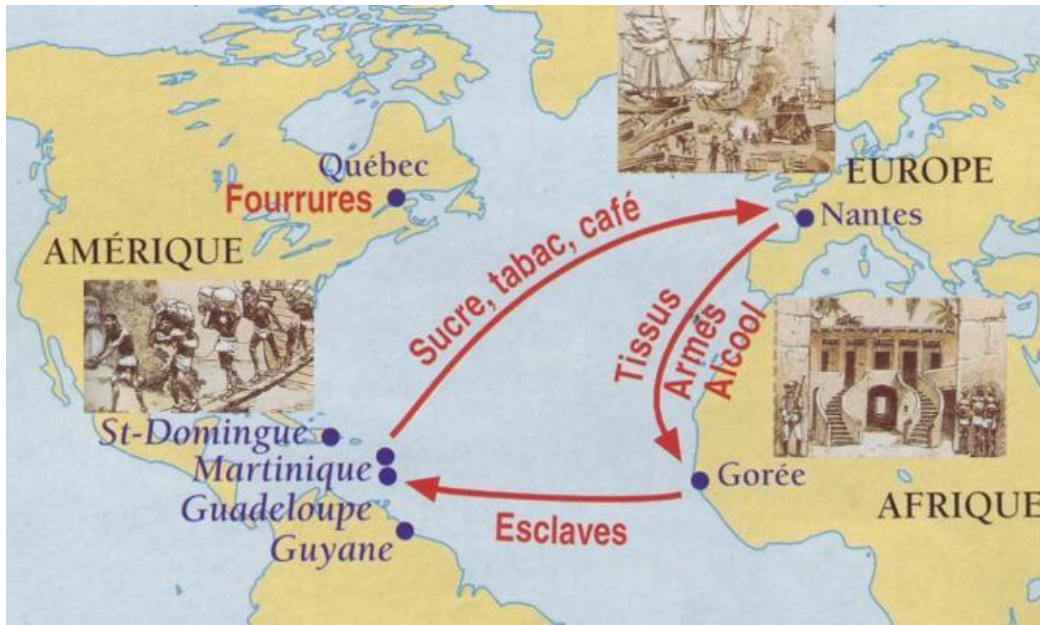 Québec
Fourrures
AMÉRIQUE
EUROPE
Nantes
Sucre, tabac, café
Tissus
Armes
Alcool
St-Domingue
Martinique
Guadeloupe
Guyane
Gorée
AFRIQUE
Esclaves